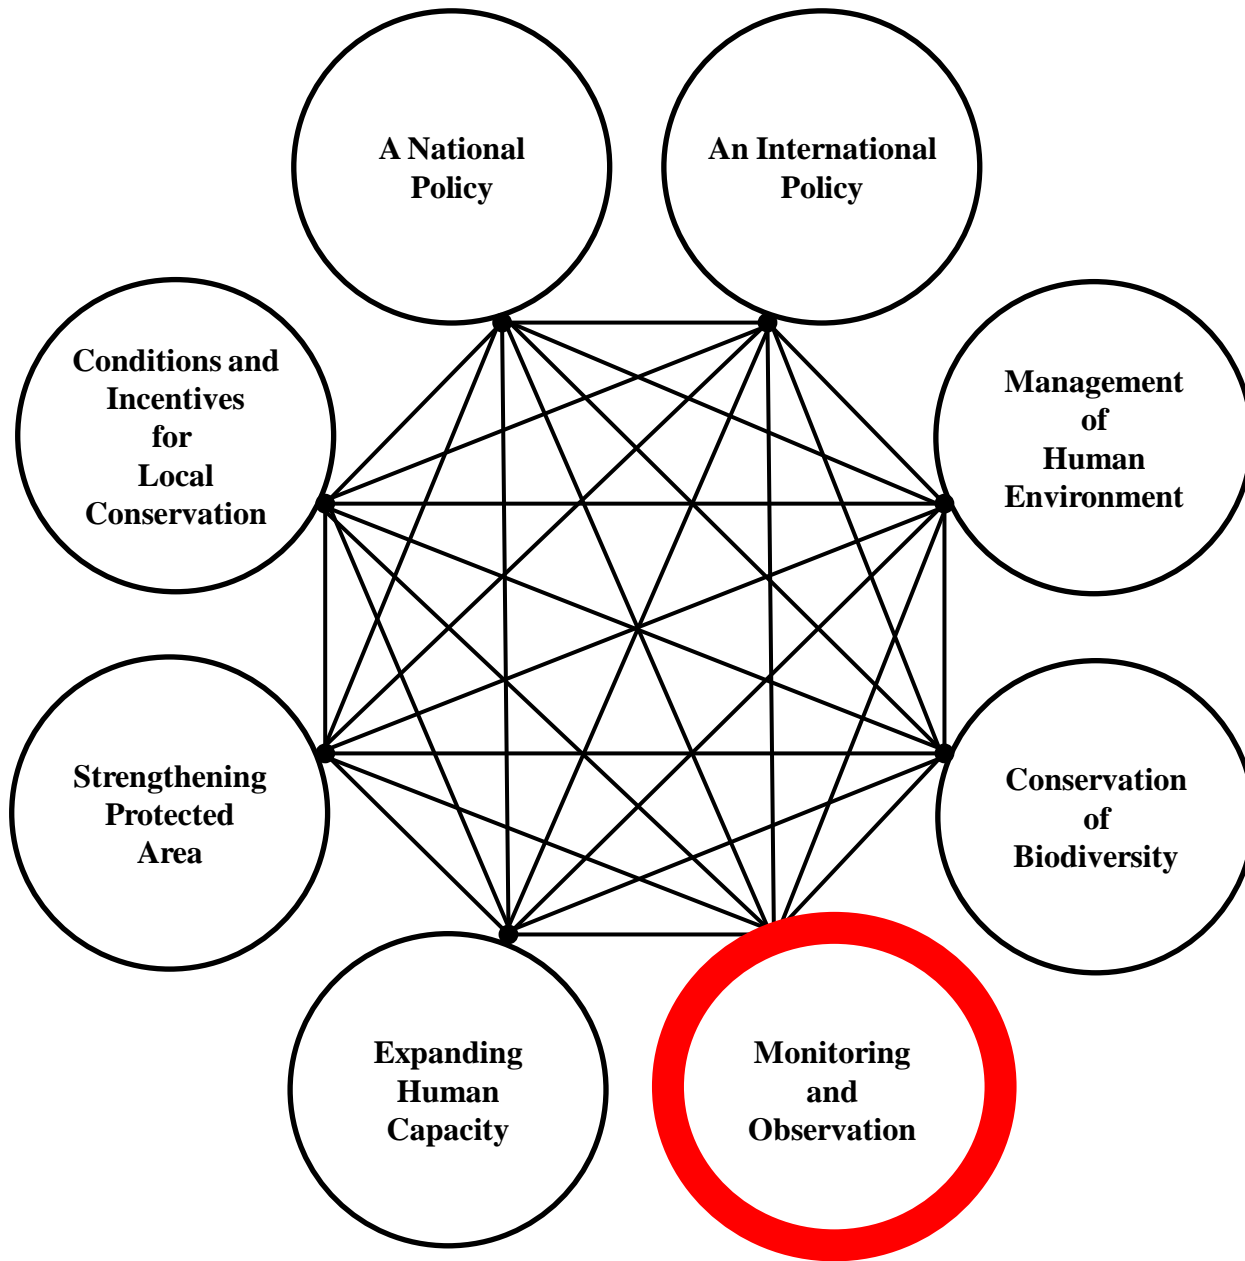 A National
Policy
An International
Policy
Conditions and
Incentives
for
Local
Conservation
Management
of
Human
Environment
Strengthening
Protected
Area
Conservation
of
Biodiversity
Expanding
Human
Capacity
Monitoring
and
Observation